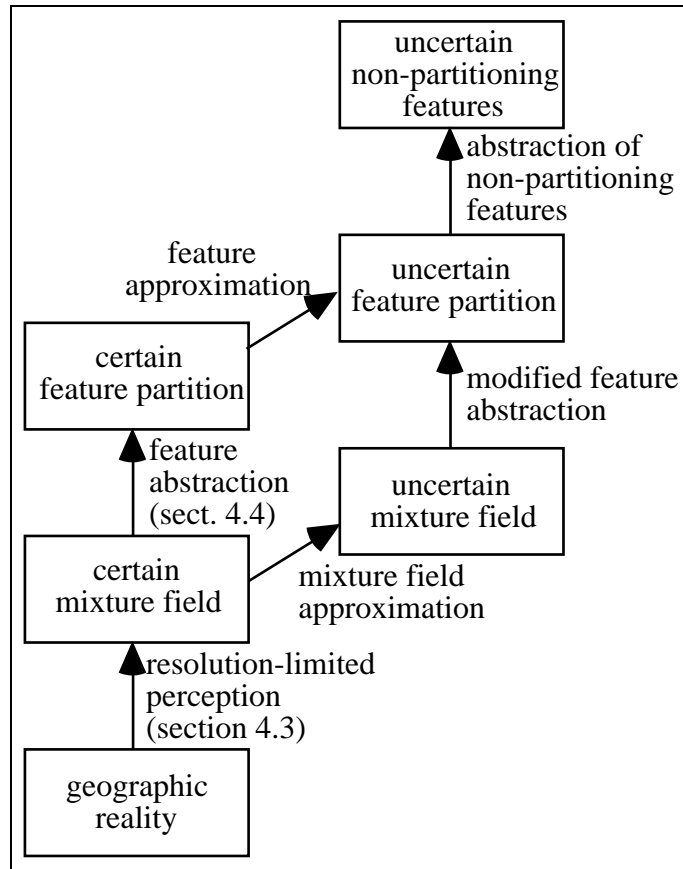 uncertain
non-partitioning
features
abstraction of
non-partitioning
features
feature
approximation
uncertain
feature partition
certain
feature partition
modified feature
abstraction
feature
abstraction
(sect. 4.4)
uncertain
mixture field
certain
mixture field
mixture field
approximation
resolution-limited
perception
(section 4.3)
geographic
reality